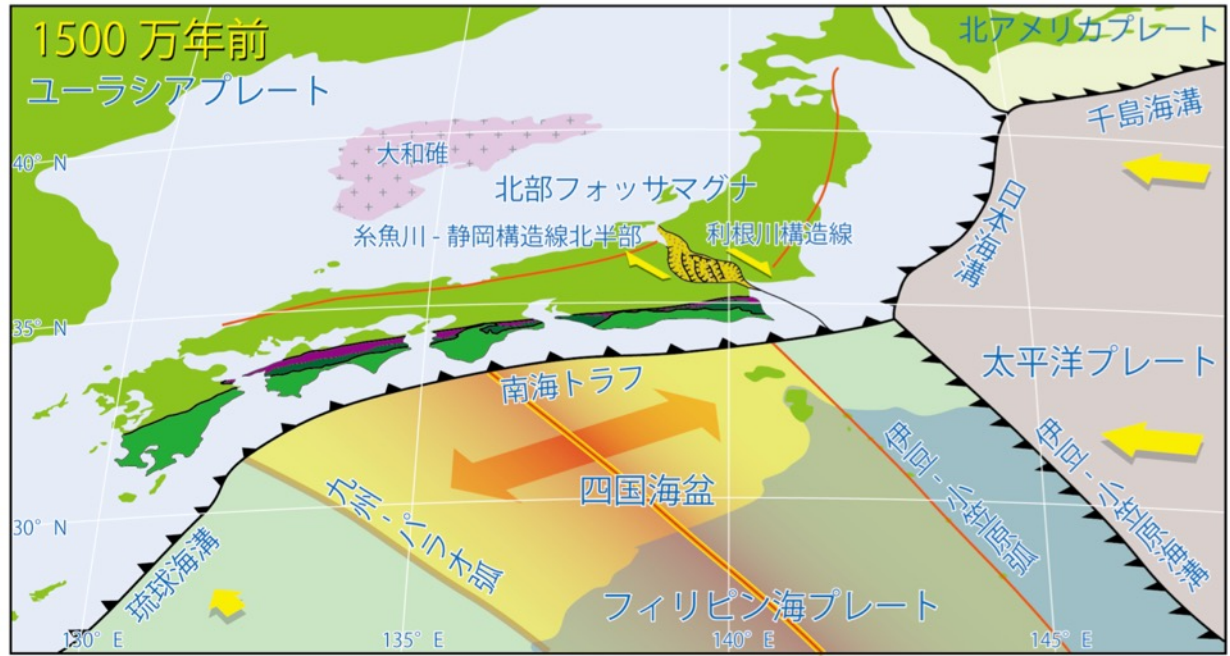 1500 万年前
ユーラシアプレート
北アメリカプレート
千島海溝
大和碓
40° N
北部フォッサマグナ
糸魚川 - 静岡構造線北半部
利根川構造線
日本海溝
35° N
太平洋プレート
南海トラフ
四国海盆
九州 - パラオ弧
伊豆 - 小笠原弧
伊豆 - 小笠原海溝
30° N
琉球海溝
フィリピン海プレート
130° E
135° E
140° E
145° E